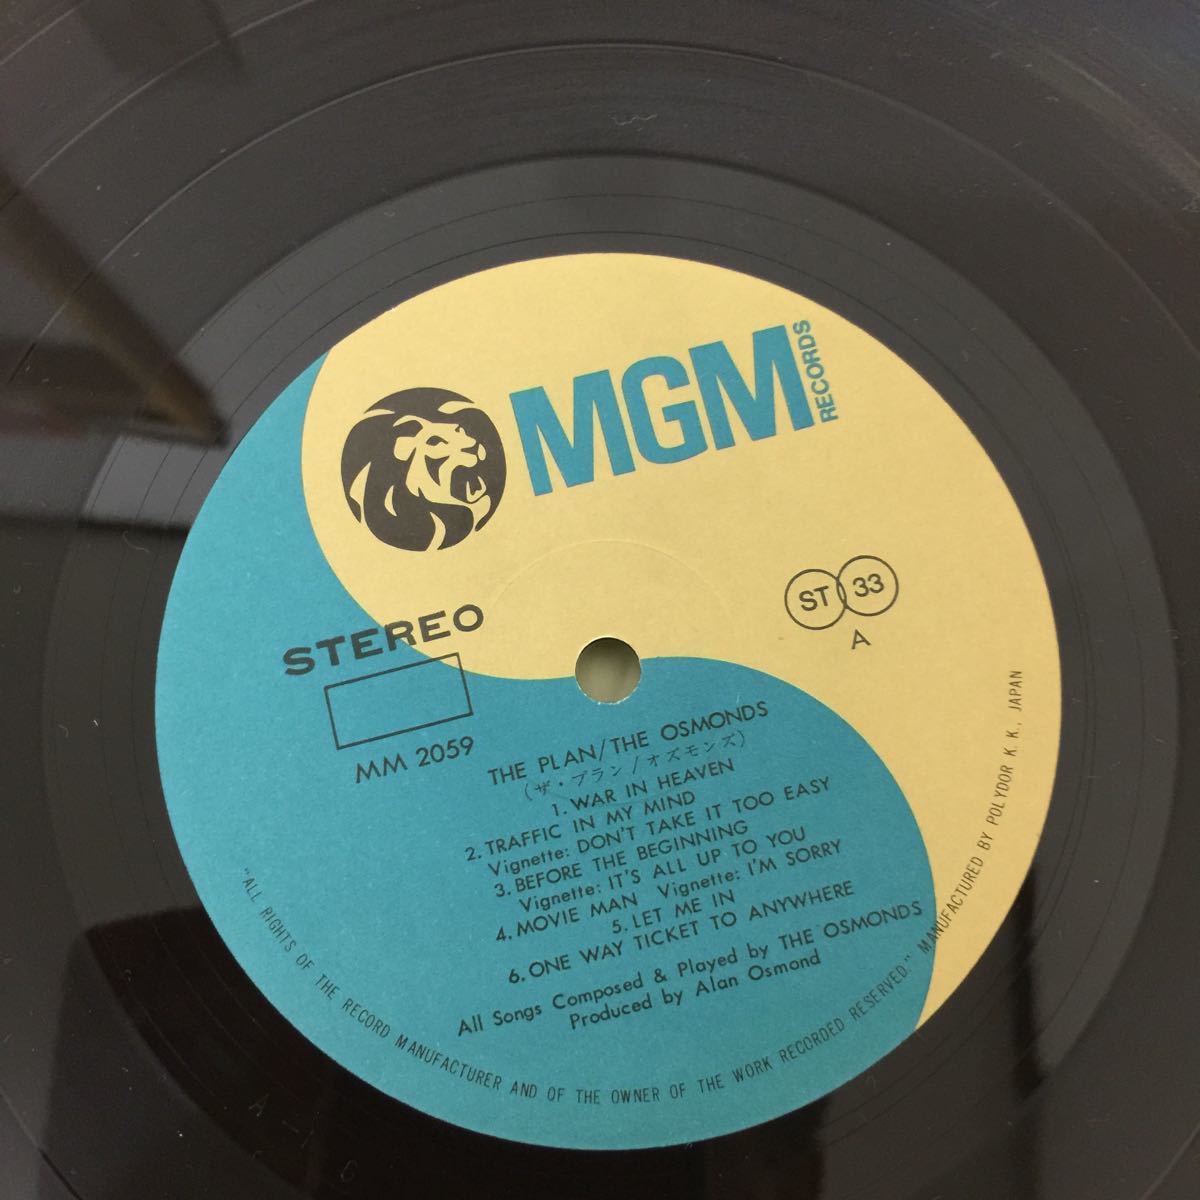 MGM
RECORDS
STEREO
MM 2059
ST 33
A
THE PLAN/THE OSMONDS
(ザ・プラン/オズモンズ)
1. WAR IN HEAVEN
2. TRAFFIC IN MY MIND
Vignette: DON'T TAKE IT TOO EASY
3. BEFORE THE BEGINNING
Vignette: IT'S ALL UP TO YOU
4. MOVIE MAN Vignette: I'M SORRY
5. LET ME IN
6. ONE WAY TICKET TO ANYWHERE
All Songs Composed & Played by THE OSMONDS
Produced by Alan Osmond
"ALL RIGHTS OF THE RECORD MANUFACTURER AND OF THE OWNER OF THE WORK RECORDED RESERVED." MANUFACTURED BY POLYDOR K.K., JAPAN